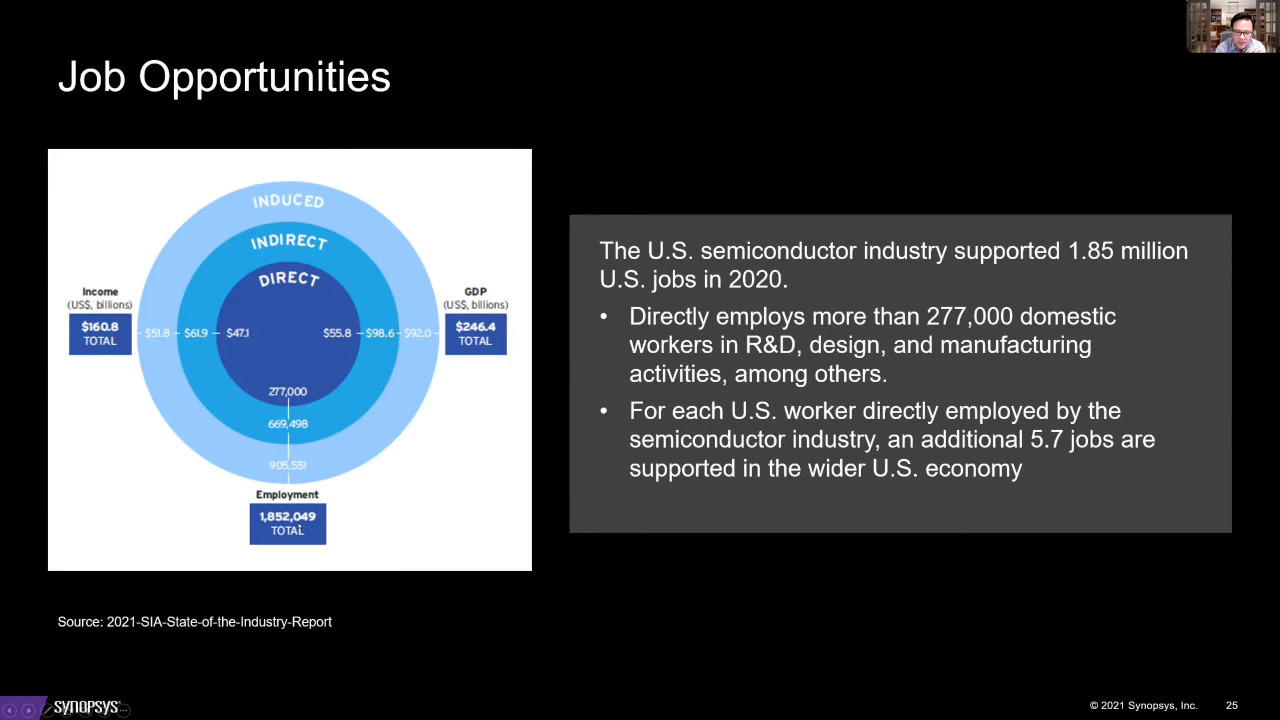 Job Opportunities
INDUCED
INDIRECT
DIRECT
Income
(US$, billions)
$160.8
TOTAL
$51.8
$61.9
$47.1
$55.8
$98.6
$92.0
GDP
(US$, billions)
$246.4
TOTAL
277,000
669,498
905,551
Employment
1,852,049
TOTAL
The U.S. semiconductor industry supported 1.85 million
U.S. jobs in 2020.
• Directly employs more than 277,000 domestic
workers in R&D, design, and manufacturing
activities, among others.
• For each U.S. worker directly employed by the
semiconductor industry, an additional 5.7 jobs are
supported in the wider U.S. economy
Source: 2021-SIA-State-of-the-Industry-Report
SYNOPSYS®
© 2021 Synopsys, Inc.
25